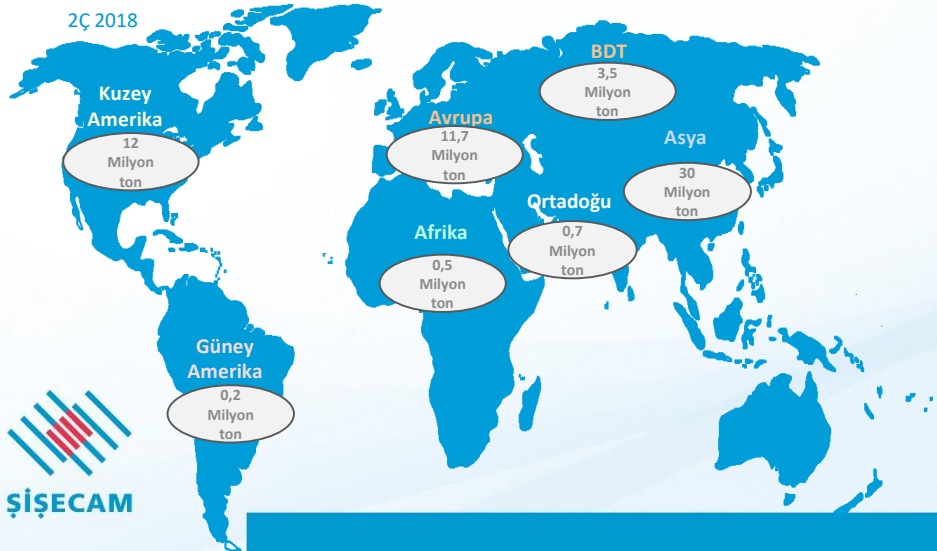 2Ç 2018
Kuzey
Amerika
12
Milyon
ton
Avrupa
11,7
Milyon
ton
BDT
3,5
Milyon
ton
Asya
30
Milyon
ton
Ortadoğu
0,7
Milyon
ton
Afrika
0,5
Milyon
ton
Güney
Amerika
0,2
Milyon
ton
ŞİŞECAM